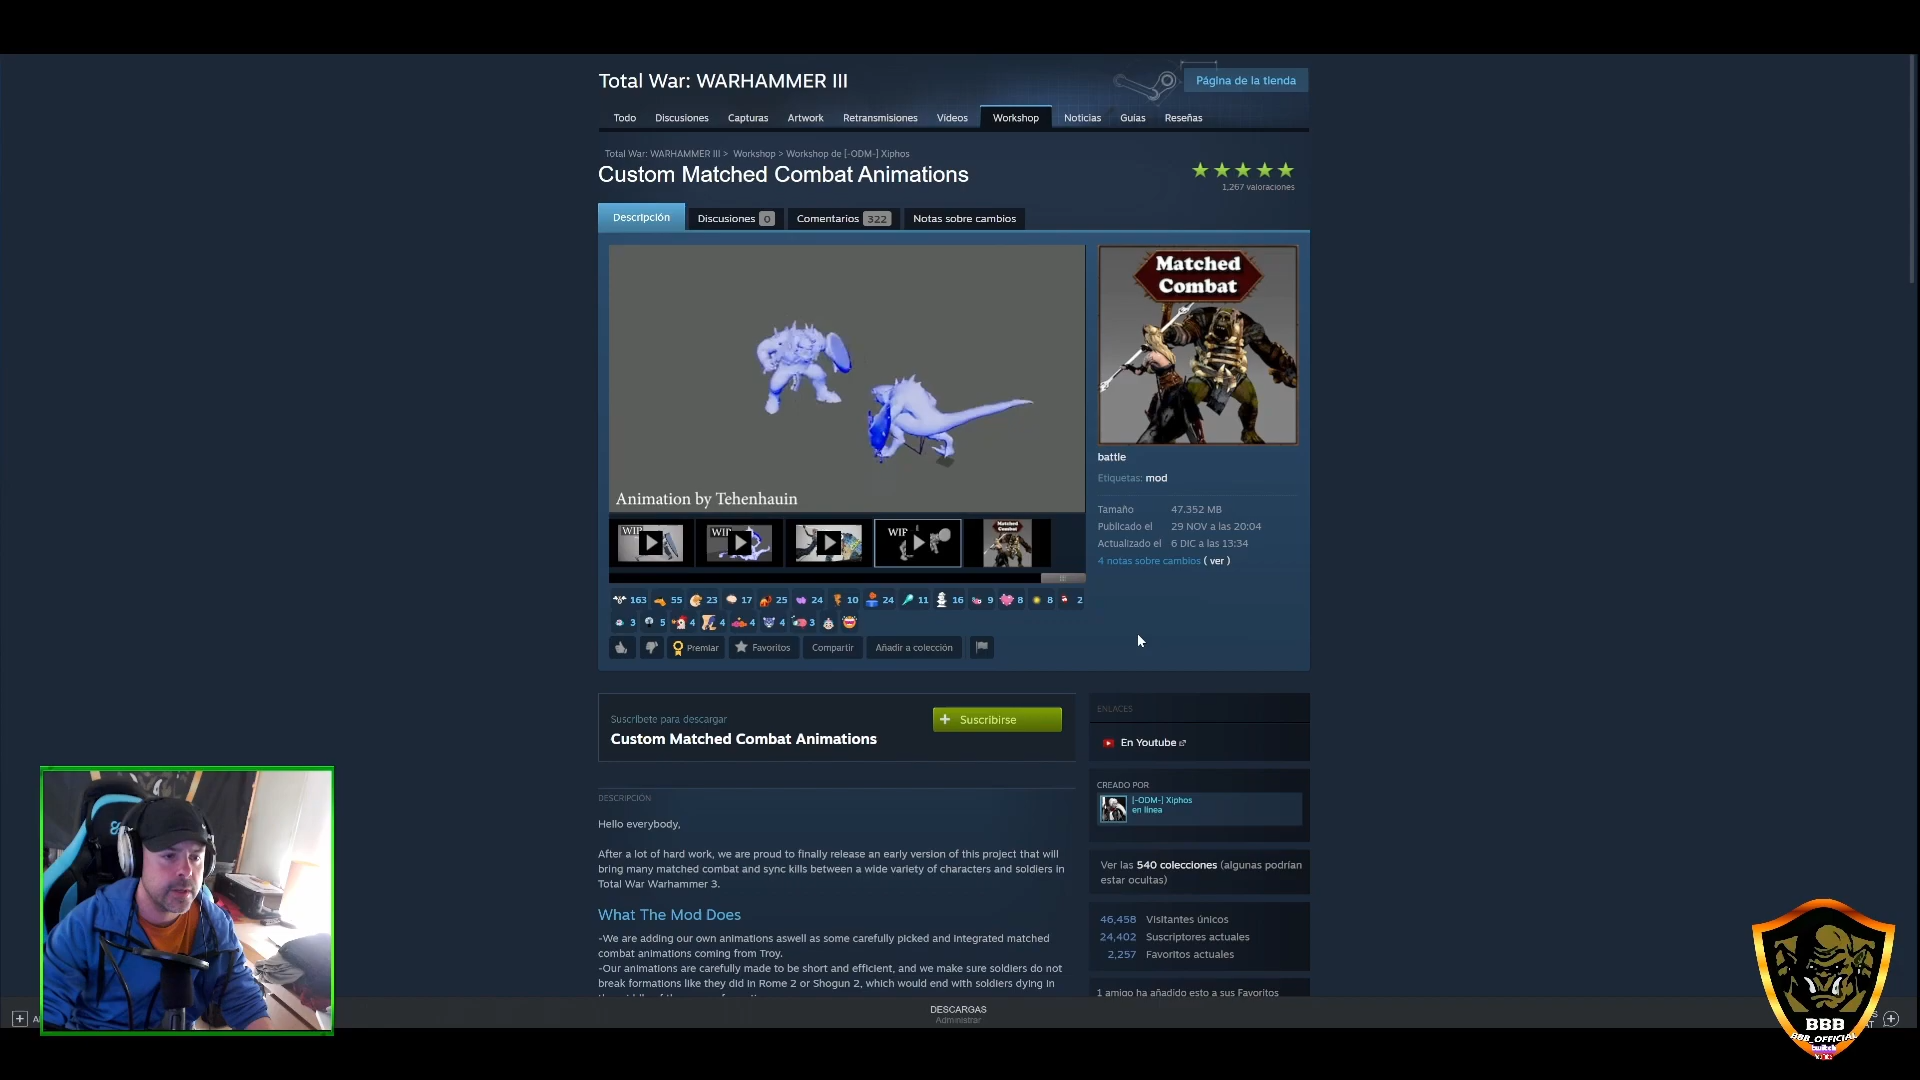 Total War: WARHAMMER III
Página de la tienda
Todo Discusiones Capturas Artwork Retransmisiones Vídeos Workshop Noticias Guías Reseñas
Total War: WARHAMMER III > Workshop > Workshop de [-ODM-] Xiphos
Custom Matched Combat Animations
1,267 valoraciones
Descripción Discusiones 0 Comentarios 322 Notas sobre cambios
Matched
Combat
Animation by Tehenhauin
WIP WIP WIP Matched Combat
battle
Etiquetas: mod
Tamaño 47.352 MB
Publicado el 29 NOV a las 20:04
Actualizado el 6 DIC a las 13:34
4 notas sobre cambios ( ver )
163 55 23 17 25 24 10 24 11 16 9 8 8 2
3 5 4 4 4 4 3
Premiar Favoritos Compartir Añadir a colección
Suscríbete para descargar
Custom Matched Combat Animations
+ Suscribirse
ENLACES
En Youtube
CREADO POR
[-ODM-] Xiphos
en línea
Ver las 540 colecciones (algunas podrían
estar ocultas)
46,458 Visitantes únicos
24,402 Suscriptores actuales
2,257 Favoritos actuales
1 amigo ha añadido esto a sus Favoritos
DESCRIPCIÓN
Hello everybody,
After a lot of hard work, we are proud to finally release an early version of this project that will
bring many matched combat and sync kills between a wide variety of characters and soldiers in
Total War Warhammer 3.
What The Mod Does
-We are adding our own animations aswell as some carefully picked and integrated matched
combat animations coming from Troy.
-Our animations are carefully made to be short and efficient, and we make sure soldiers do not
break formations like they did in Rome 2 or Shogun 2, which would end with soldiers dying in
DESCARGAS
Administrar
BBB
BBB_OFFICIAL
twitch